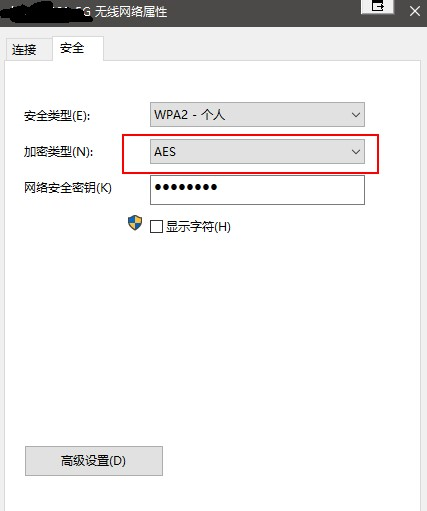 5G 无线网络属性
连接 安全
安全类型(E): WPA2 - 个人
加密类型(N): AES
网络安全密钥(K) ●●●●●●●●
显示字符(H)
高级设置(D)